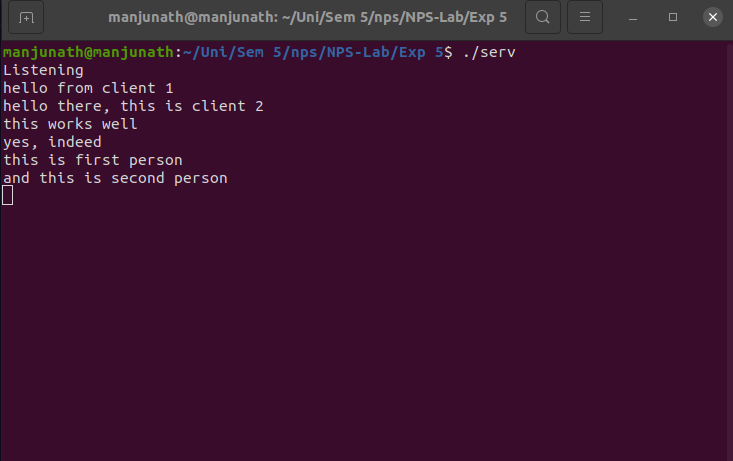 manjunath@manjunath: ~/Uni/Sem 5/nps/NPS-Lab/Exp 5
manjunath@manjunath:~/Uni/Sem 5/nps/NPS-Lab/Exp 5$ ./serv
Listening
hello from client 1
hello there, this is client 2
this works well
yes, indeed
this is first person
and this is second person